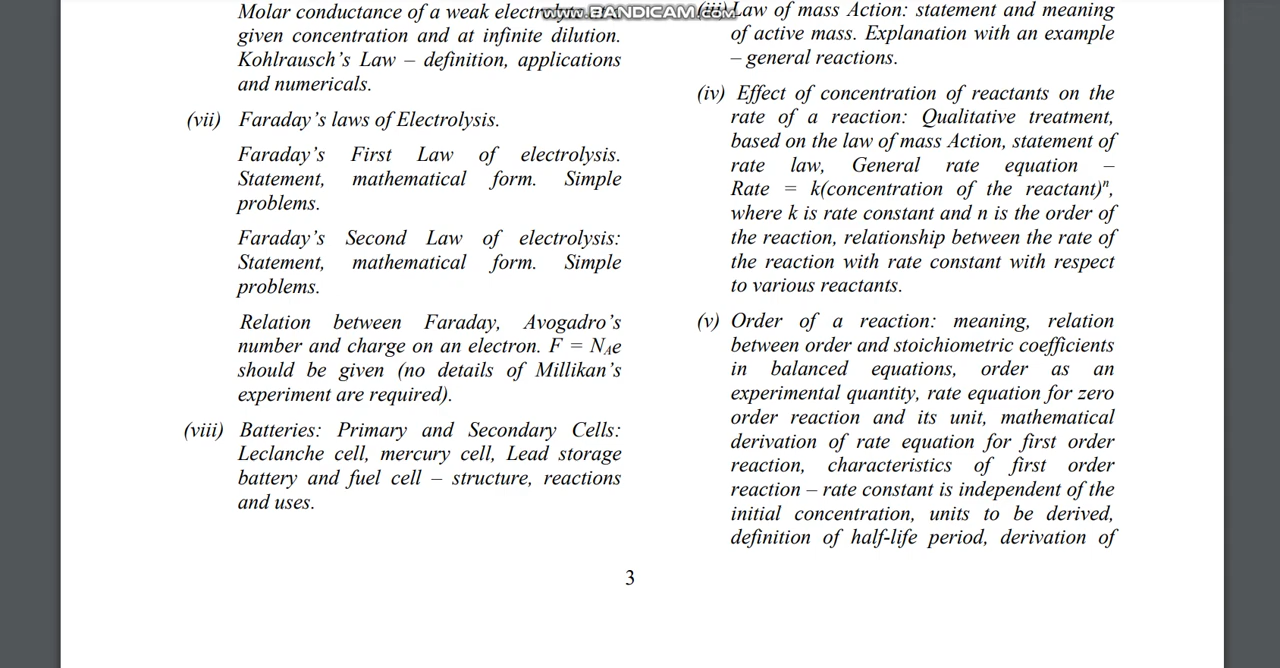 Molar conductance of a weak
given concentration and at infinite dilution.
Kohlrausch's Law – definition, applications
and numericals.
(vii) Faraday's laws of Electrolysis.
Faraday's First Law of electrolysis.
Statement, mathematical form. Simple
problems.
Faraday's Second Law of electrolysis:
Statement, mathematical form. Simple
problems.
Relation between Faraday, Avogadro's
number and charge on an electron. F = NAe
should be given (no details of Millikan's
experiment are required).
(viii) Batteries: Primary and Secondary Cells:
Leclanche cell, mercury cell, Lead storage
battery and fuel cell – structure, reactions
and uses.
www.BANDICAM.com
(iii) Law of mass Action: statement and meaning
of active mass. Explanation with an example
– general reactions.
(iv) Effect of concentration of reactants on the
rate of a reaction: Qualitative treatment,
based on the law of mass Action, statement of
rate law, General rate equation –
Rate = k(concentration of the reactant)ⁿ,
where k is rate constant and n is the order of
the reaction, relationship between the rate of
the reaction with rate constant with respect
to various reactants.
(v) Order of a reaction: meaning, relation
between order and stoichiometric coefficients
in balanced equations, order as an
experimental quantity, rate equation for zero
order reaction and its unit, mathematical
derivation of rate equation for first order
reaction, characteristics of first order
reaction – rate constant is independent of the
initial concentration, units to be derived,
definition of half-life period, derivation of
3